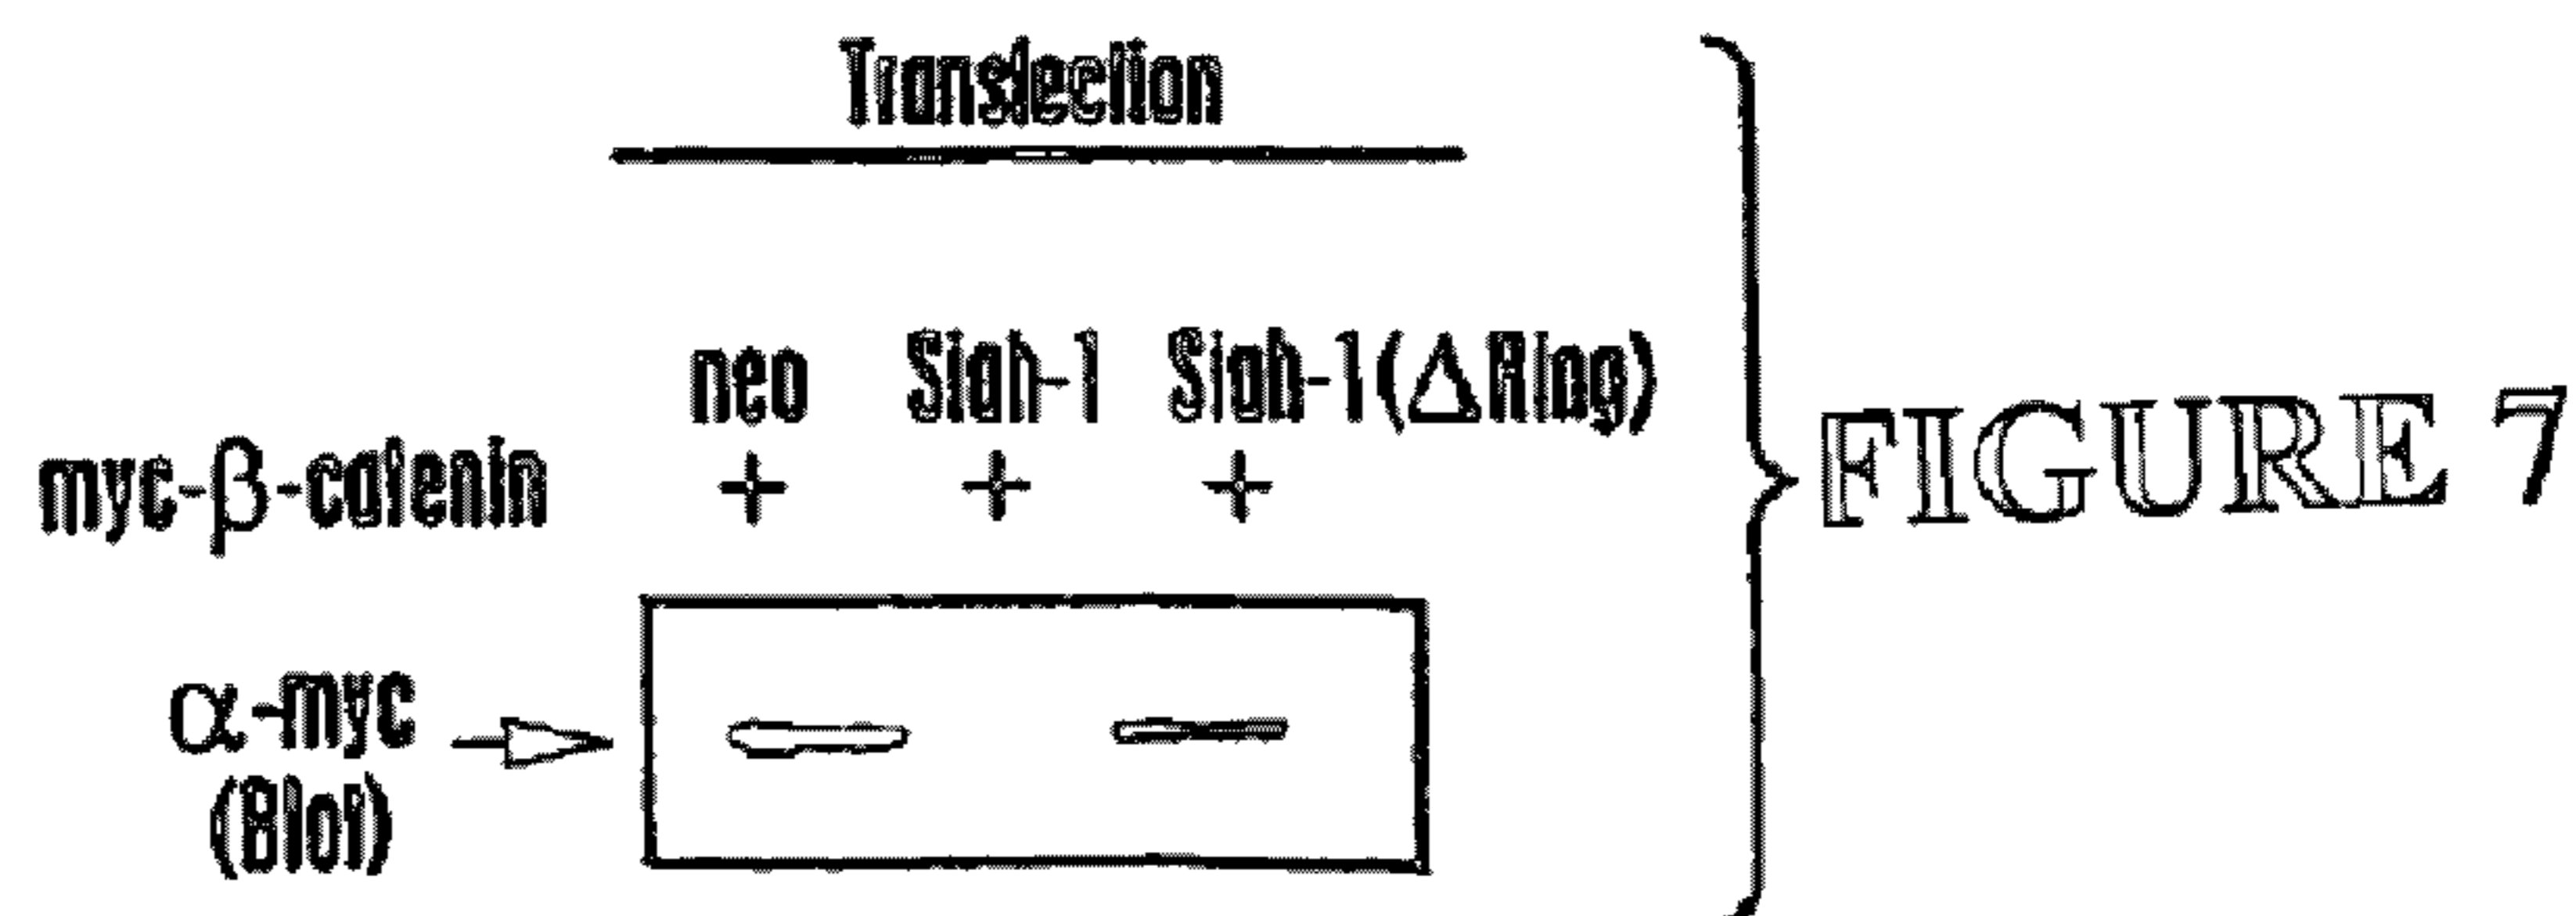 Transfection
neo Siah-1 Siah-1(ΔRing)
myc-β-catenin + + +
α-myc
(Blot)
FIGURE 7